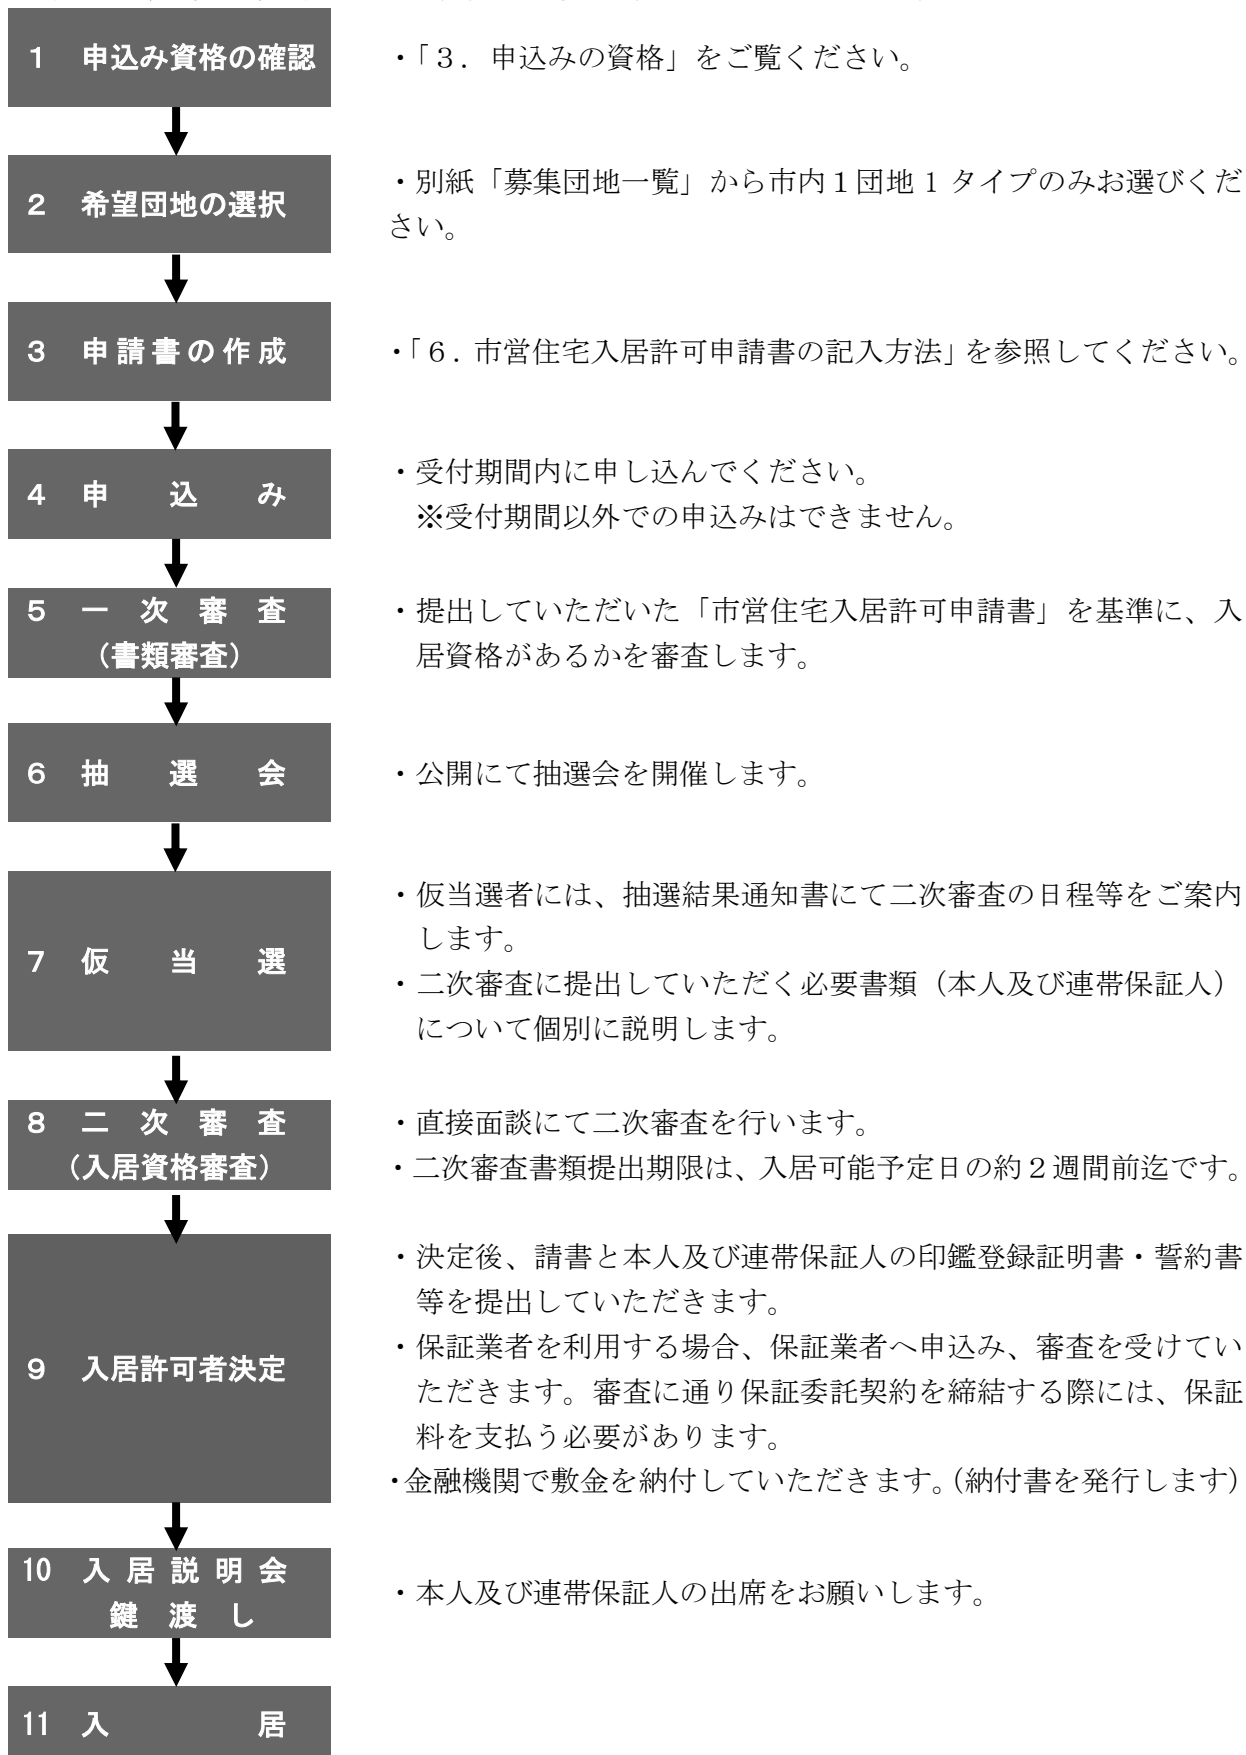 1 申込み資格の確認
・「３．申込みの資格」をご覧ください。
2 希望団地の選択
・別紙「募集団地一覧」から市内１団地１タイプのみお選びくだ
さい。
3 申請書の作成
・「６．市営住宅入居許可申請書の記入方法」を参照してください。
4 申込み
・受付期間内に申し込んでください。
※受付期間以外での申込みはできません。
5 一次審査
（書類審査）
・提出していただいた「市営住宅入居許可申請書」を基準に、入
居資格があるかを審査します。
6 抽選会
・公開にて抽選会を開催します。
7 仮当選
・仮当選者には、抽選結果通知書にて二次審査の日程等をご案内
します。
・二次審査に提出していただく必要書類（本人及び連帯保証人）
について個別に説明します。
8 二次審査
（入居資格審査）
・直接面談にて二次審査を行います。
・二次審査書類提出期限は、入居可能予定日の約２週間前迄です。
9 入居許可者決定
・決定後、請書と本人及び連帯保証人の印鑑登録証明書・誓約書
等を提出していただきます。
・保証業者を利用する場合、保証業者へ申込み、審査を受けてい
ただきます。審査に通り保証委託契約を締結する際には、保証
料を支払う必要があります。
・金融機関で敷金を納付していただきます。（納付書を発行します）
10 入居説明会
鍵渡し
・本人及び連帯保証人の出席をお願いします。
11 入居